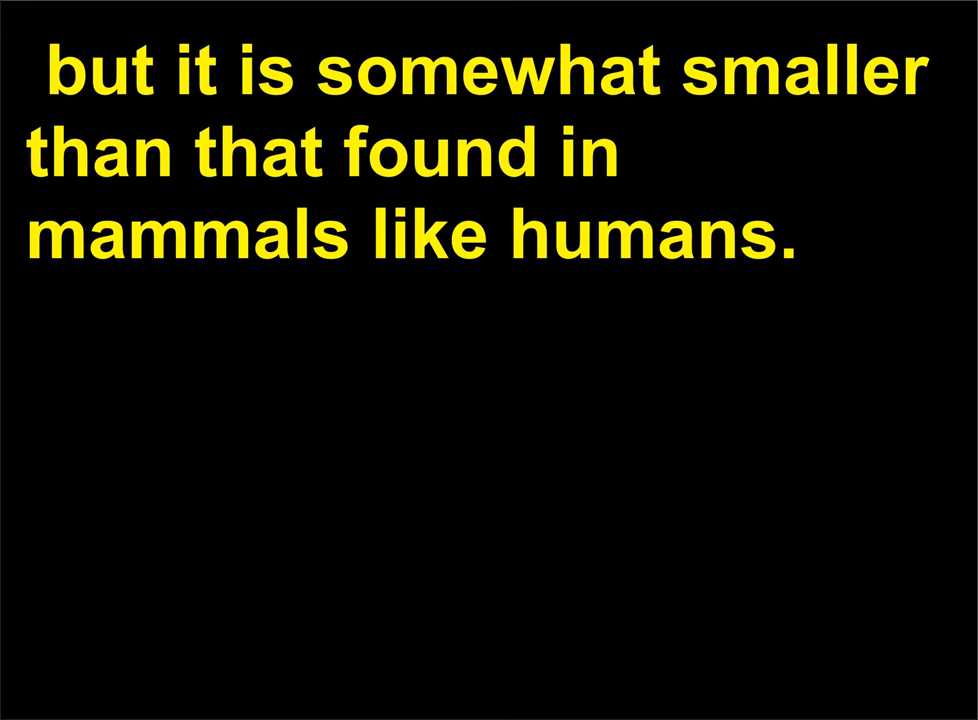 but it is somewhat smaller
than that found in
mammals like humans.